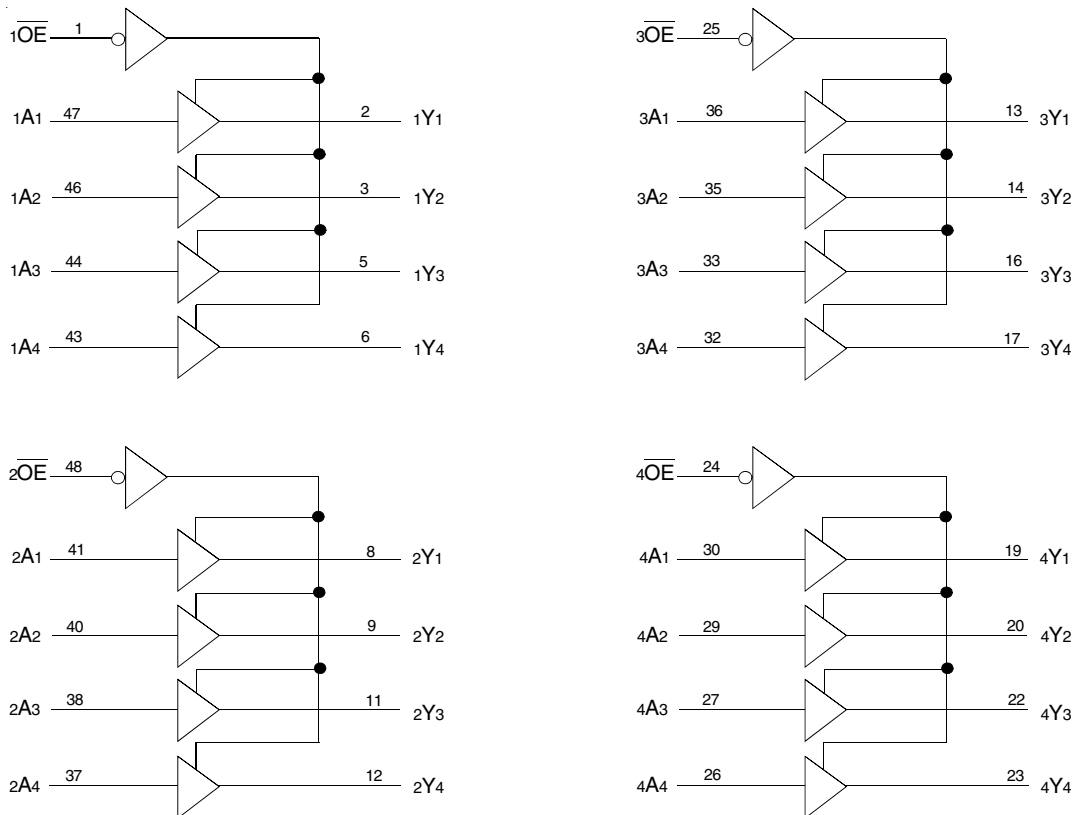 1OE 1
1A1 47 2 1Y1
1A2 46 3 1Y2
1A3 44 5 1Y3
1A4 43 6 1Y4
3OE 25
3A1 36 13 3Y1
3A2 35 14 3Y2
3A3 33 16 3Y3
3A4 32 17 3Y4
2OE 48
2A1 41 8 2Y1
2A2 40 9 2Y2
2A3 38 11 2Y3
2A4 37 12 2Y4
4OE 24
4A1 30 19 4Y1
4A2 29 20 4Y2
4A3 27 22 4Y3
4A4 26 23 4Y4